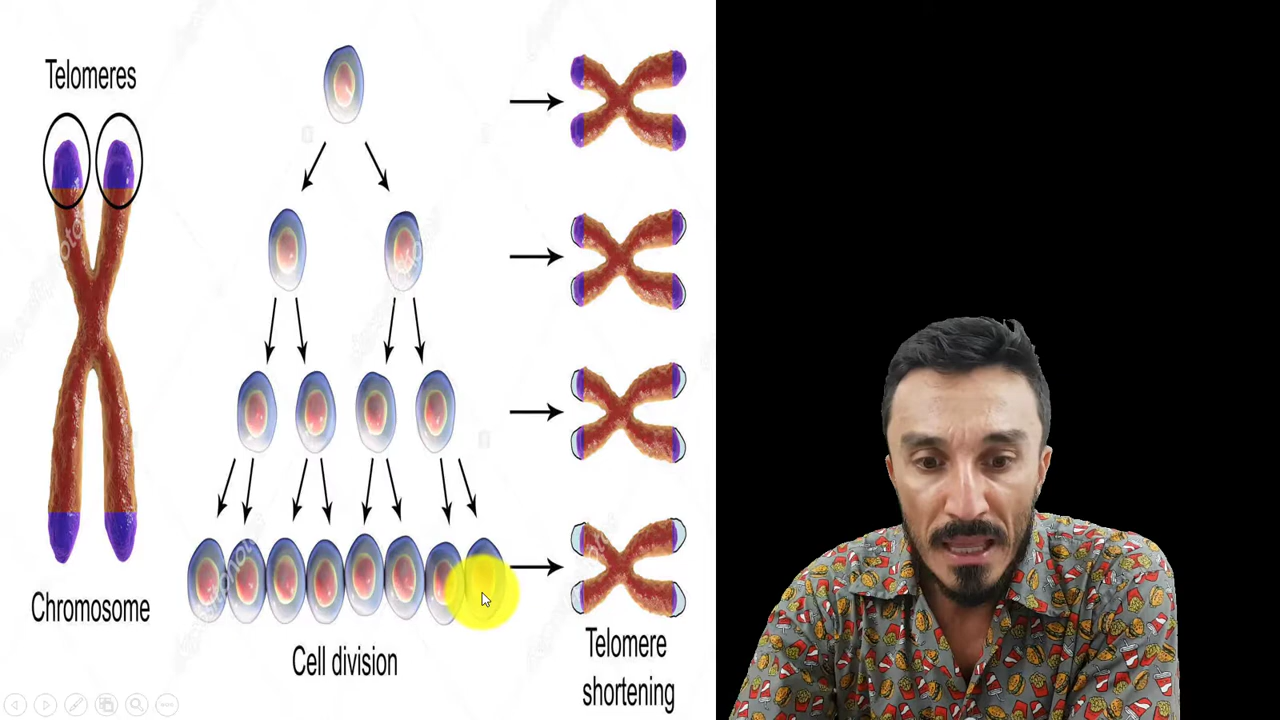 Telomeres
Chromosome
Cell division
Telomere
shortening